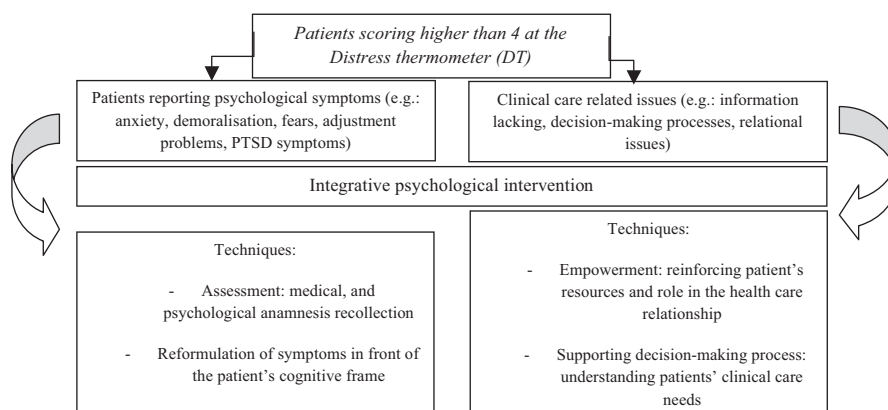 Patients scoring higher than 4 at the
Distress thermometer (DT)
Patients reporting psychological symptoms (e.g.:
anxiety, demoralisation, fears, adjustment
problems, PTSD symptoms)
Clinical care related issues (e.g.: information
lacking, decision-making processes, relational
issues)
Integrative psychological intervention
Techniques:
- Assessment: medical, and
psychological anamnesis recollection
- Reformulation of symptoms in front of
the patient's cognitive frame
Techniques:
- Empowerment: reinforcing patient's
resources and role in the health care
relationship
- Supporting decision-making process:
understanding patients' clinical care
needs